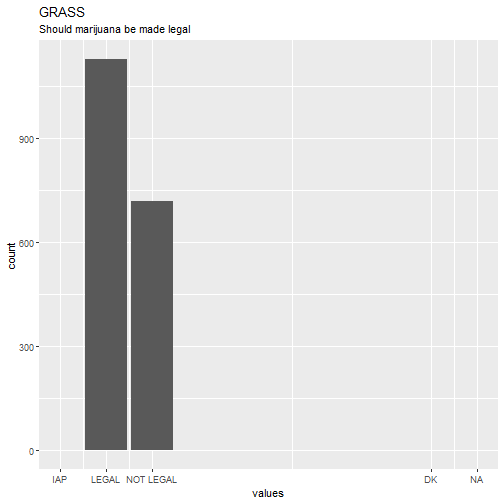 GRASS
Should marijuana be made legal
count
900
600
300
0
IAP LEGAL NOT LEGAL DK NA
values